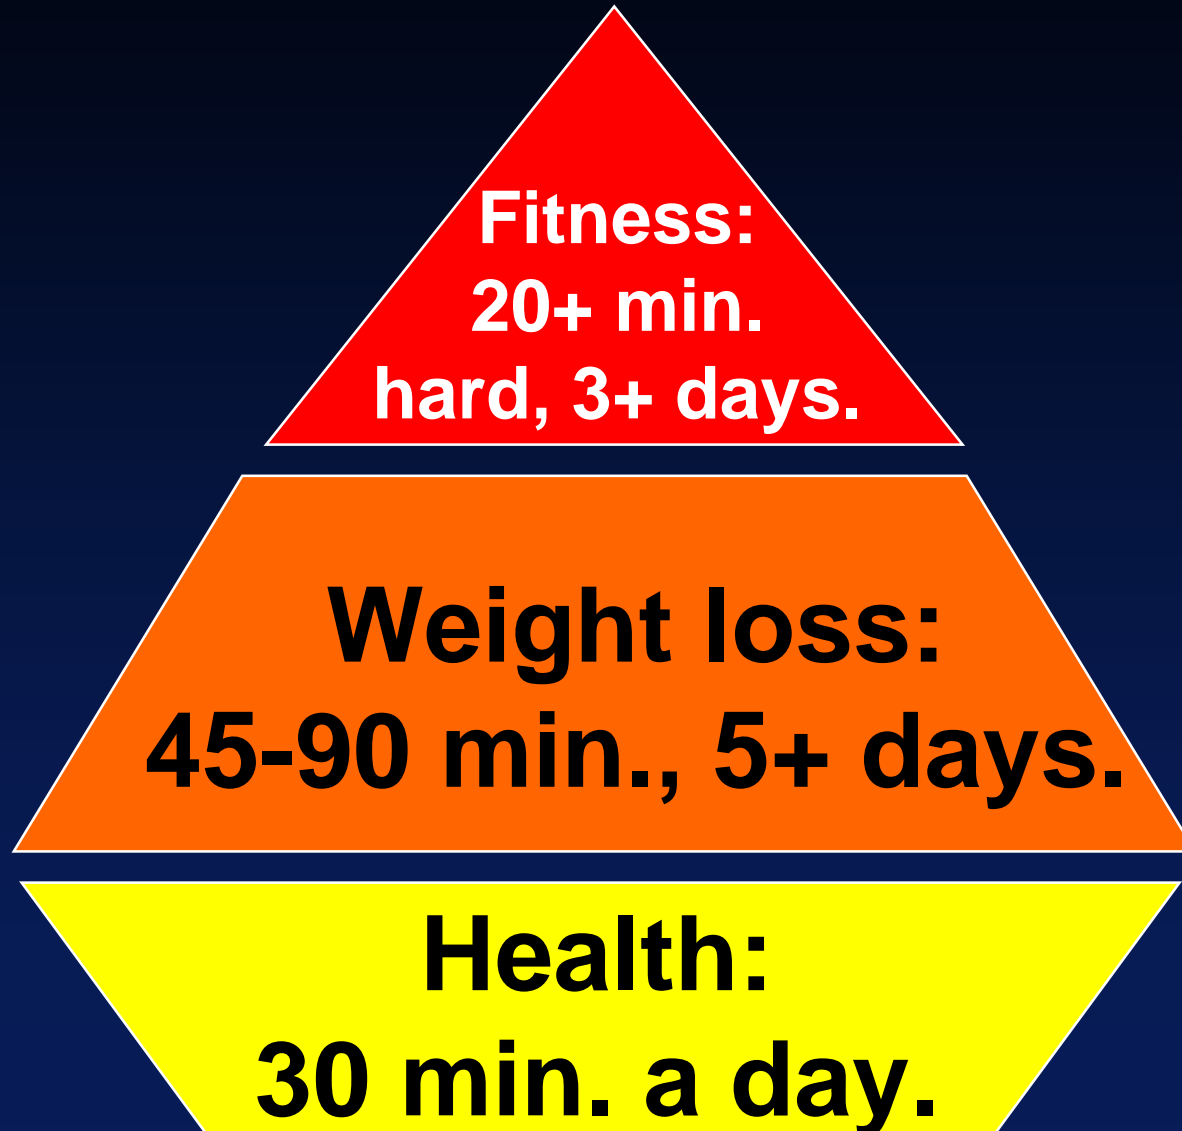 Fitness:
20+ min.
hard, 3+ days.
Weight loss:
45-90 min., 5+ days.
Health:
30 min. a day.